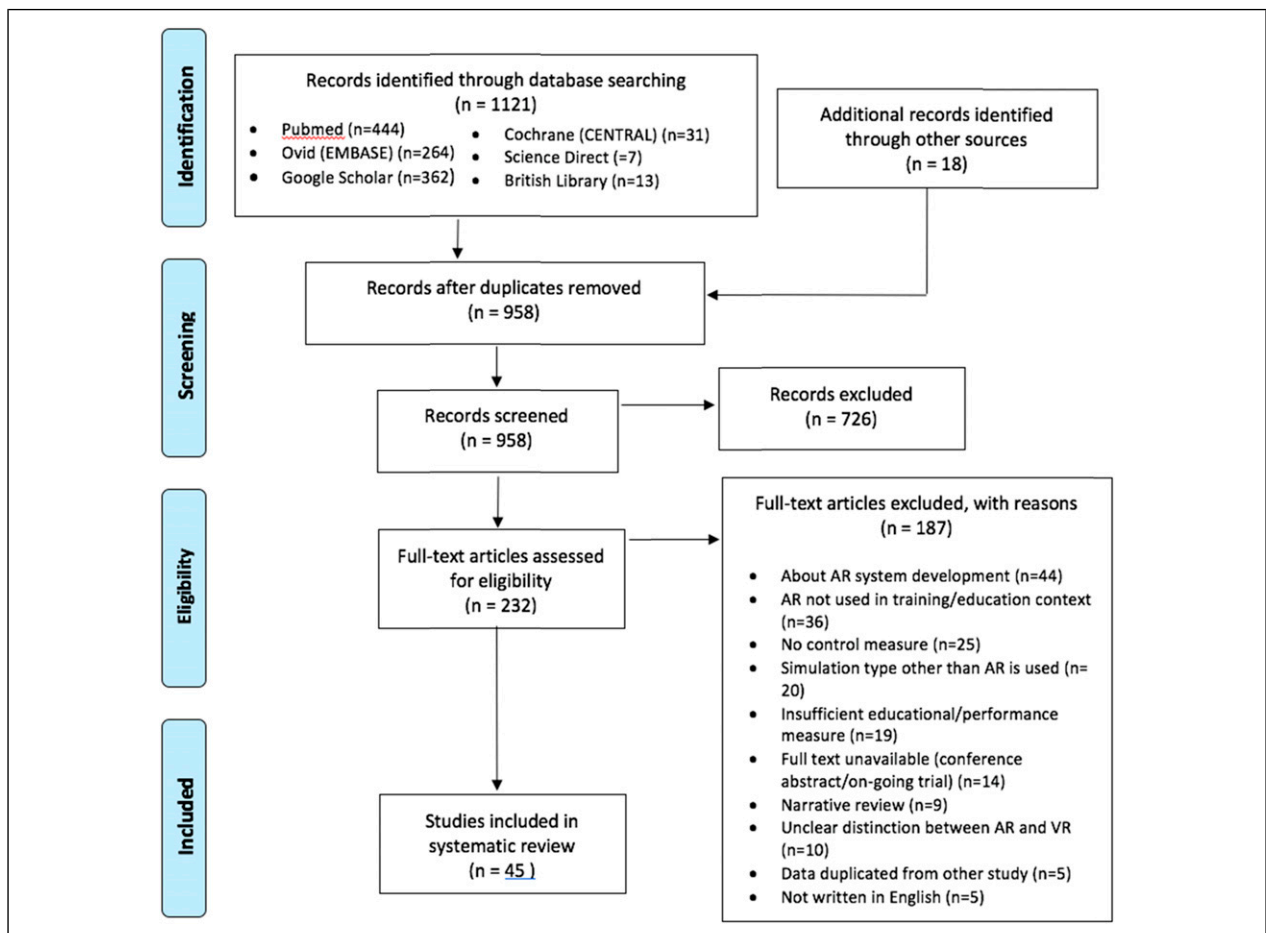 Identification
Records identified through database searching
(n = 1121)
• Pubmed (n=444)
• Ovid (EMBASE) (n=264)
• Google Scholar (n=362)
• Cochrane (CENTRAL) (n=31)
• Science Direct (=7)
• British Library (n=13)
Additional records identified
through other sources
(n = 18)
Screening
Records after duplicates removed
(n = 958)
Records screened
(n = 958)
Records excluded
(n = 726)
Eligibility
Full-text articles assessed
for eligibility
(n = 232)
Full-text articles excluded, with reasons
(n = 187)
• About AR system development (n=44)
• AR not used in training/education context
(n=36)
• No control measure (n=25)
• Simulation type other than AR is used (n=
20)
• Insufficient educational/performance
measure (n=19)
• Full text unavailable (conference
abstract/on-going trial) (n=14)
• Narrative review (n=9)
• Unclear distinction between AR and VR
(n=10)
• Data duplicated from other study (n=5)
• Not written in English (n=5)
Included
Studies included in
systematic review
(n = 45 )